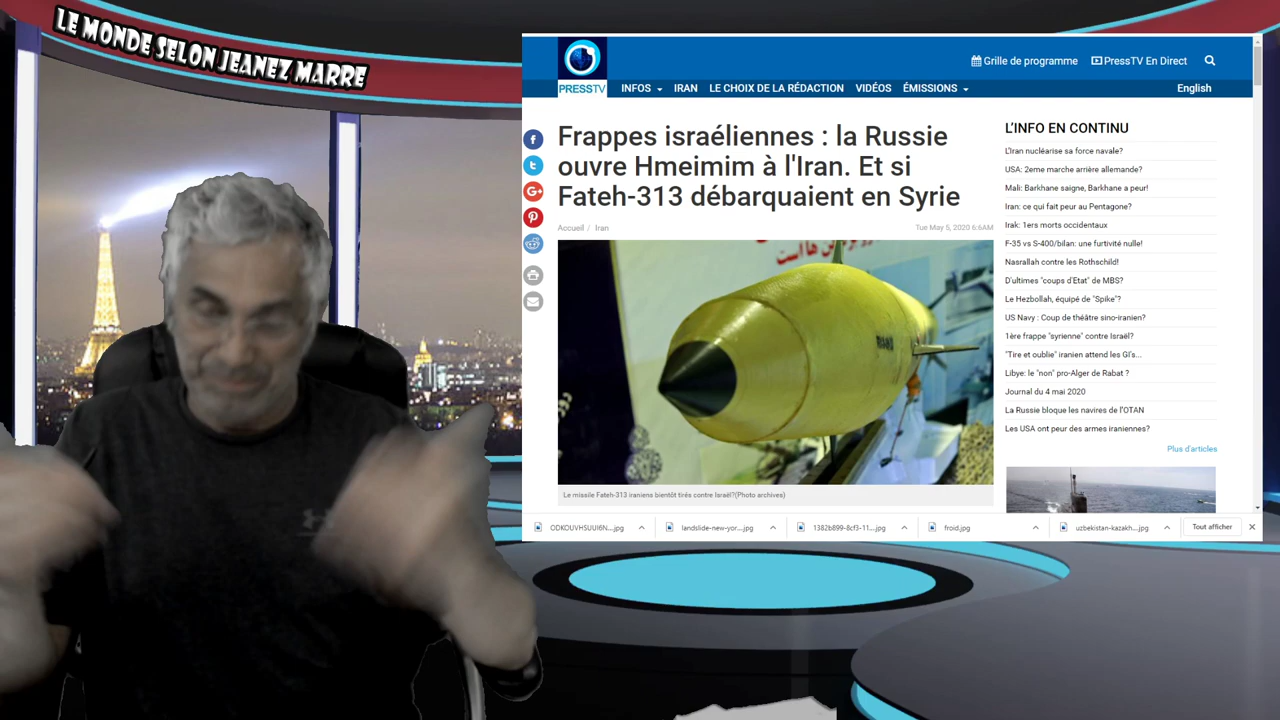 LE MONDE SELON JEANEZ MARRE
PRESSTV
Grille de programme
PressTV En Direct
INFOS
IRAN
LE CHOIX DE LA RÉDACTION
VIDÉOS
ÉMISSIONS
English
Frappes israéliennes : la Russie
ouvre Hmeimim à l'Iran. Et si
Fateh-313 débarquaient en Syrie
Accueil / Iran
Tue May 5, 2020 6:6AM
Le missile Fateh-313 iraniens bientôt tirés contre Israël?(Photo archives)
L'INFO EN CONTINU
L'Iran nucléarise sa force navale?
USA: 2eme marche arrière allemande?
Mali: Barkhane saigne, Barkhane a peur!
Iran: ce qui fait peur au Pentagone?
Irak: 1ers morts occidentaux
F-35 vs S-400/bilan: une furtivité nulle!
Nasrallah contre les Rothschild!
D'ultimes "coups d'Etat" de MBS?
Le Hezbollah, équipé de "Spike"?
US Navy : Coup de théâtre sino-iranien?
1ère frappe "syrienne" contre Israël?
"Tire et oublie" iranien attend les GI's...
Libye: le "non" pro-Alger de Rabat ?
Journal du 4 mai 2020
La Russie bloque les navires de l'OTAN
Les USA ont peur des armes iraniennes?
Plus d'articles
ODKOUVHSUUI6N....jpg
landslide-new-yor....jpg
1382b899-8cf3-11....jpg
froid.jpg
uzbekistan-kazakh....jpg
Tout afficher